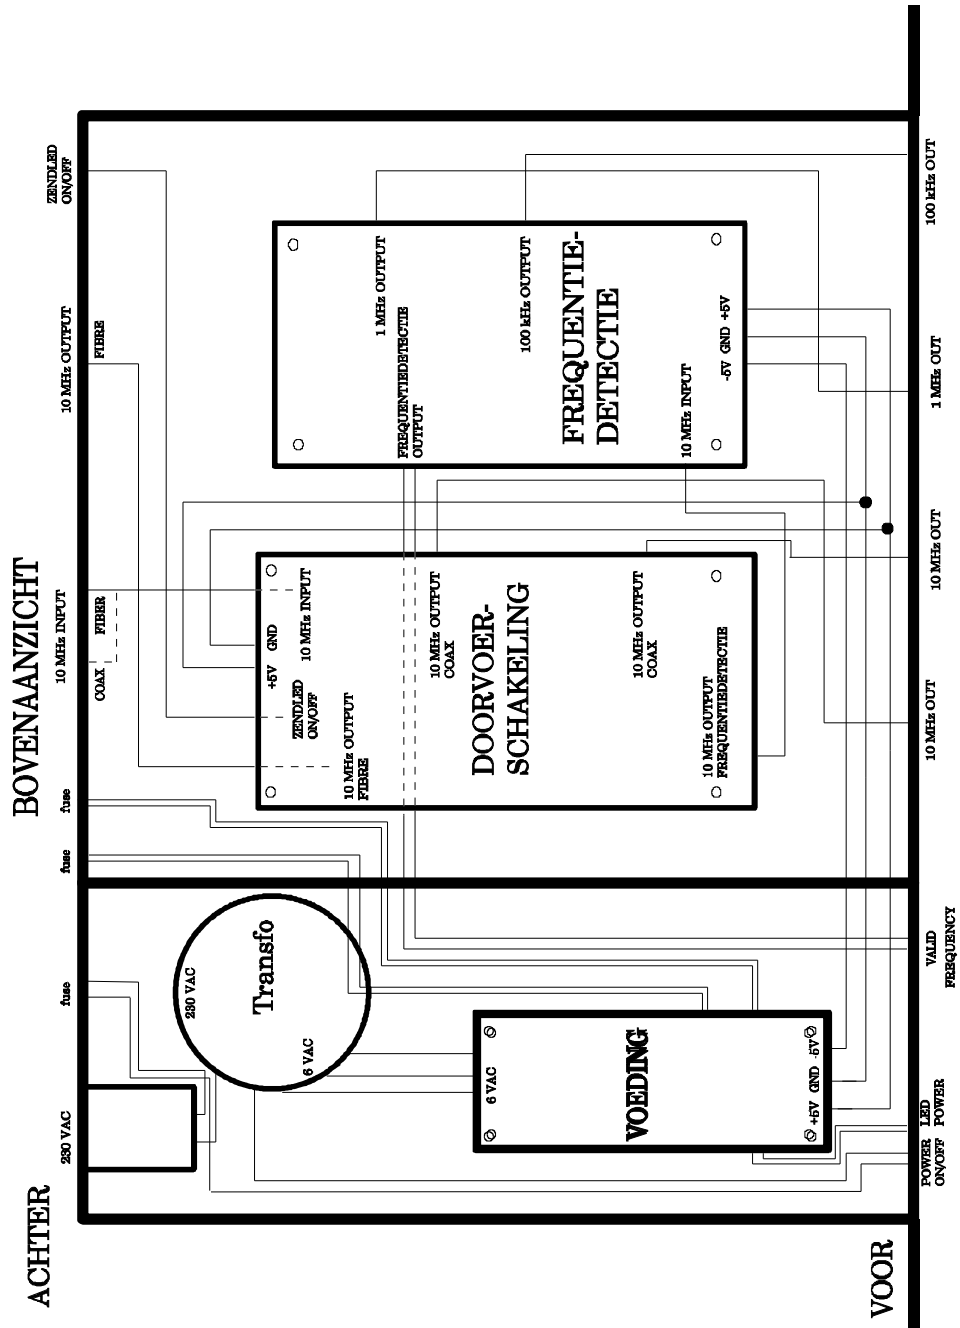 BOVENAANZICHT
ACHTER
VOOR
230 VAC
fuse
fuse
fuse
COAX
FIBER
10 MHz INPUT
10 MHz OUTPUT
FIBRE
ZENDLED
ON/OFF
230 VAC
Transfo
6 VAC
6 VAC
VOEDING
+5V GND -5V
+5V GND
10 MHz INPUT
ZENDLED
ON/OFF
10 MHz OUTPUT
FIBRE
10 MHz OUTPUT
COAX
DOORVOER-
SCHAKELING
10 MHz OUTPUT
COAX
10 MHz OUTPUT
FREQUENTIEDETECTIE
1 MHz OUTPUT
FREQUENTIEDETECTIE
OUTPUT
100 kHz OUTPUT
FREQUENTIE-
DETECTIE
10 MHz INPUT
-5V GND +5V
POWER
ON/OFF
LED
POWER
VALID
FREQUENCY
10 MHz OUT
10 MHz OUT
1 MHz OUT
100 kHz OUT